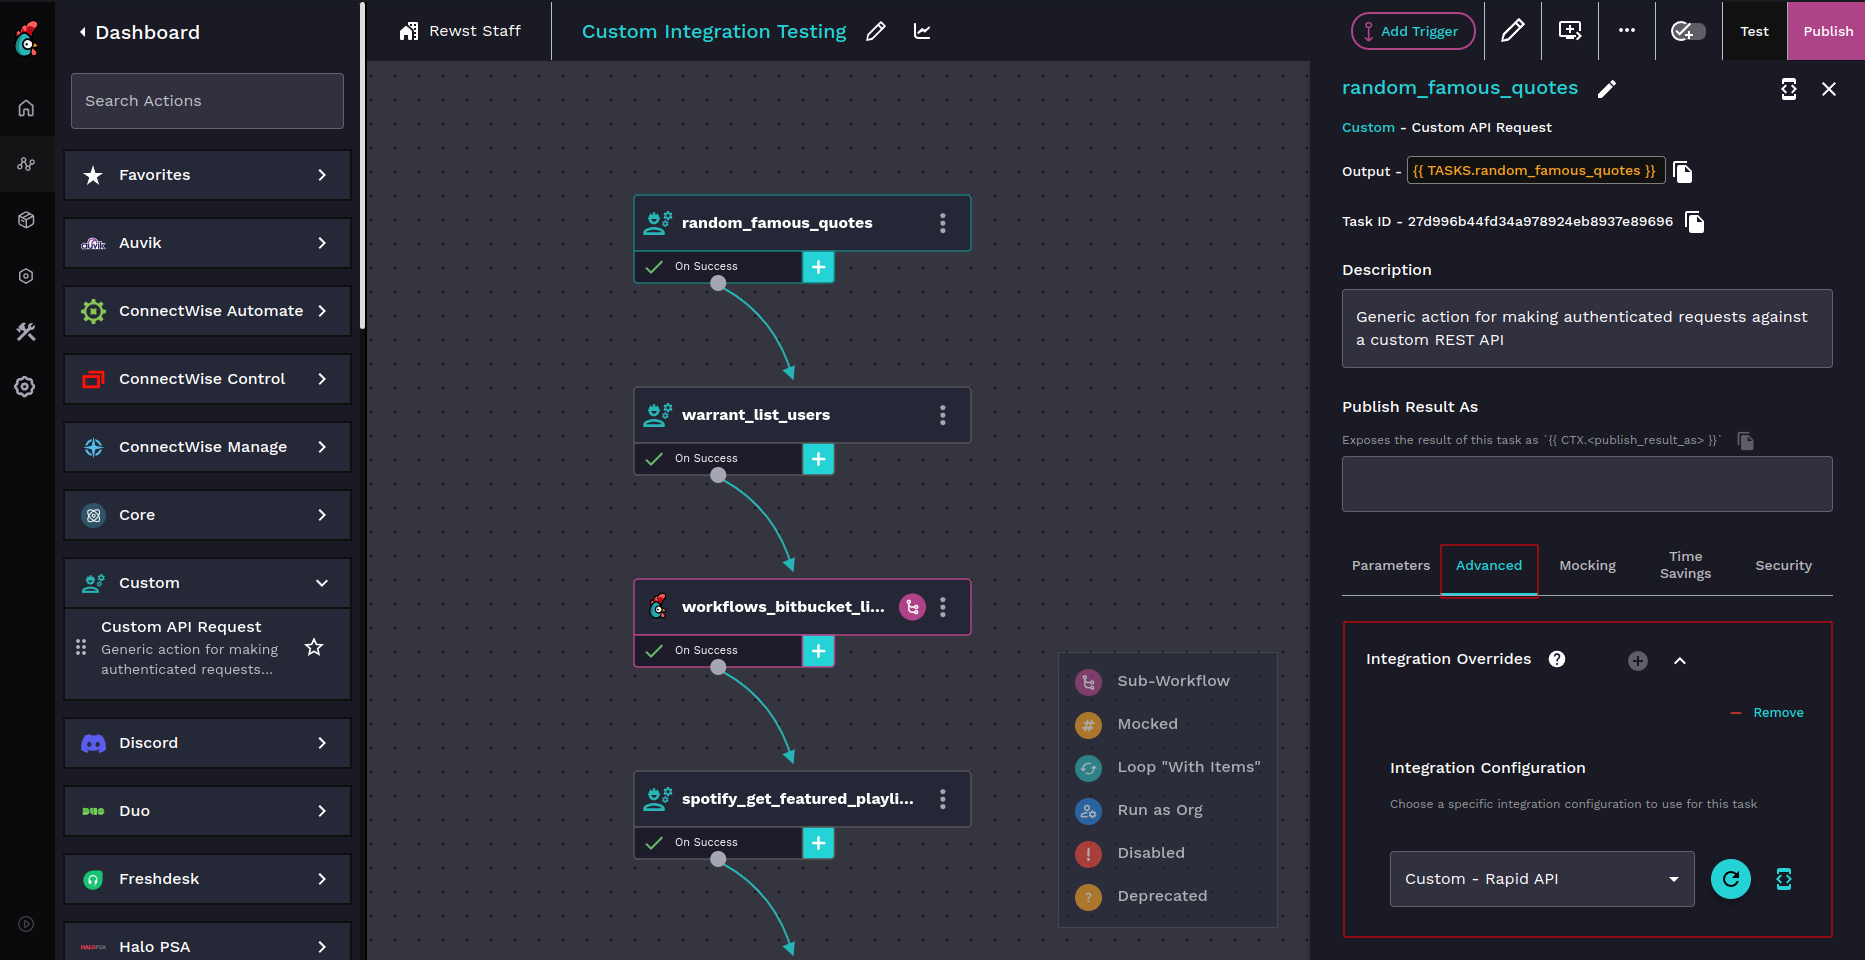 Dashboard
Search Actions
Favorites
AUVIK
Auvik
ConnectWise Automate
ConnectWise Control
ConnectWise Manage
Core
Custom
Custom API Request
Generic action for making
authenticated requests...
Discord
DUO
Duo
Freshdesk
HALOPSA
Halo PSA
Rewst Staff
Custom Integration Testing
Add Trigger
Test
Publish
random_famous_quotes
On Success
warrant_list_users
On Success
workflows_bitbucket_li...
On Success
spotify_get_featured_playli...
On Success
Sub-Workflow
# Mocked
Loop "With Items"
Run as Org
! Disabled
? Deprecated
random_famous_quotes
Custom - Custom API Request
Output - {{ TASKS.random_famous_quotes }}
Task ID - 27d996b44fd34a978924eb8937e89696
Description
Generic action for making authenticated requests against
a custom REST API
Publish Result As
Exposes the result of this task as `{{ CTX.<publish_result_as> }}`
Parameters
Advanced
Mocking
Time
Savings
Security
Integration Overrides ?
Remove
Integration Configuration
Choose a specific integration configuration to use for this task
Custom - Rapid API